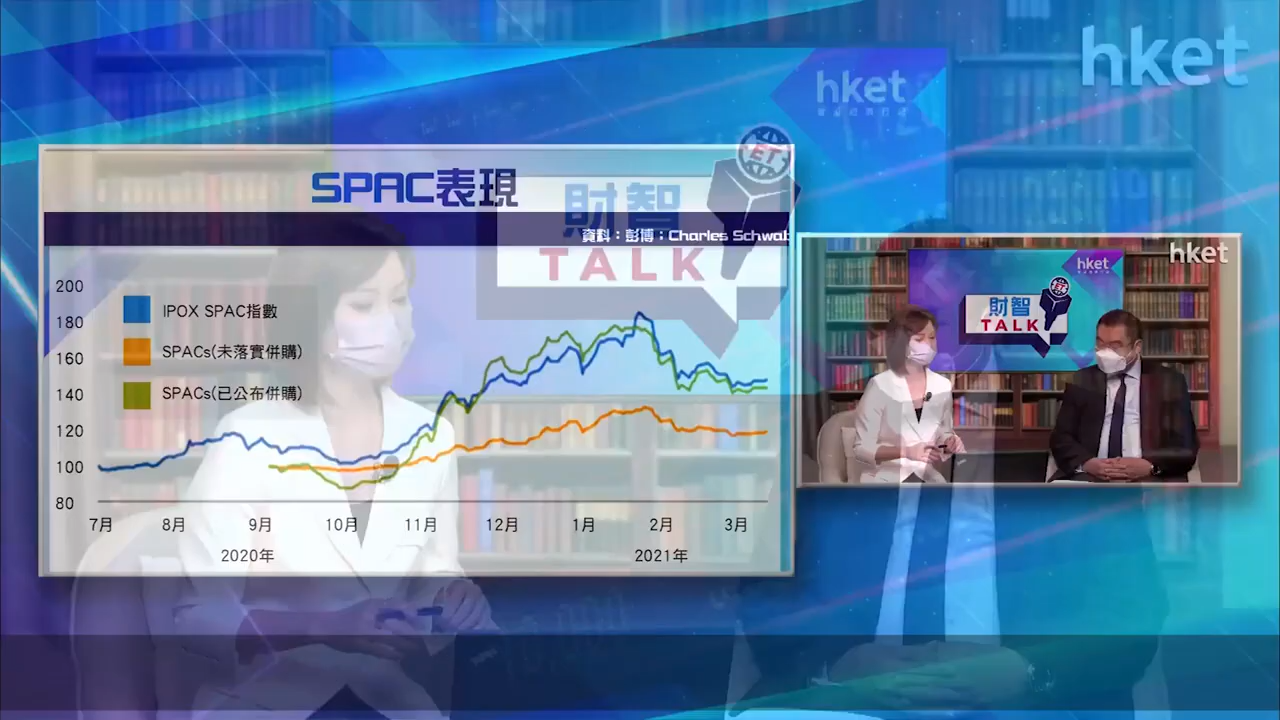 hket
hket
SPAC表現
財智
TALK
ET
資料：彭博；Charles Schwab
200
180
160
140
120
100
80
IPOX SPAC指數
SPACs(未落實併購)
SPACs(已公布併購)
7月
8月
9月
10月
11月
12月
1月
2月
3月
2020年
2021年
hket
hket
財智
TALK